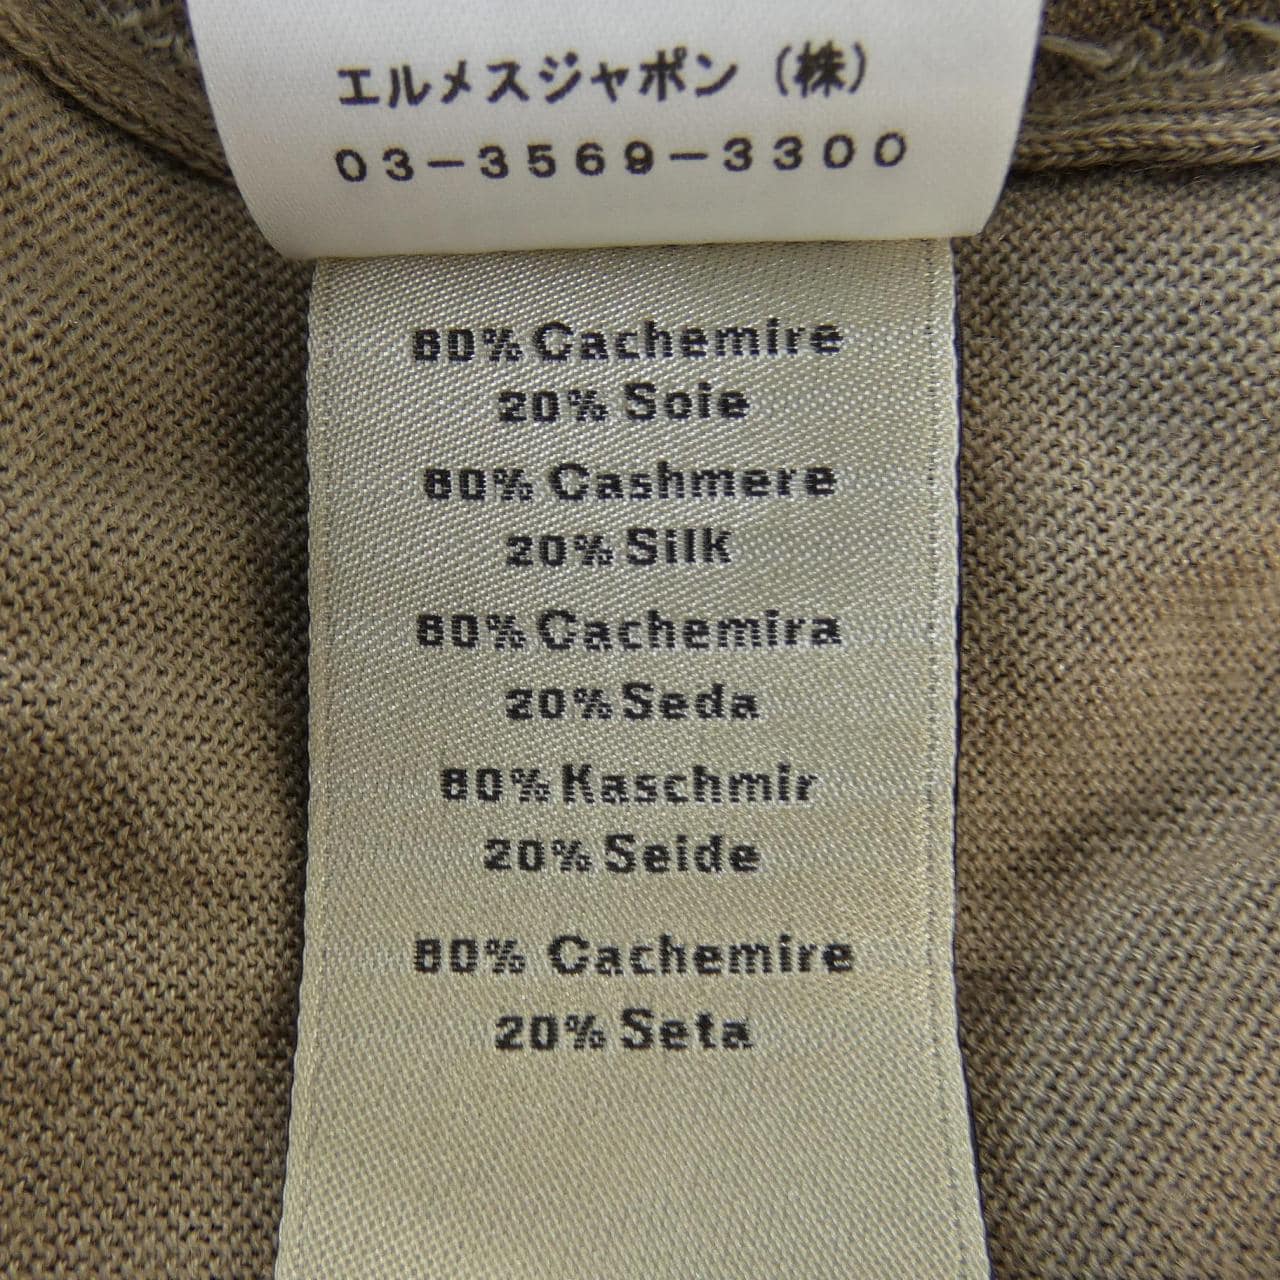 エルメスジャポン（株）
03-3569-3300
80% Cachemire
20% Soie
80% Cashmere
20% Silk
80% Cachemira
20% Seda
80% Kaschmir
20% Seide
80% Cachemire
20% Seta